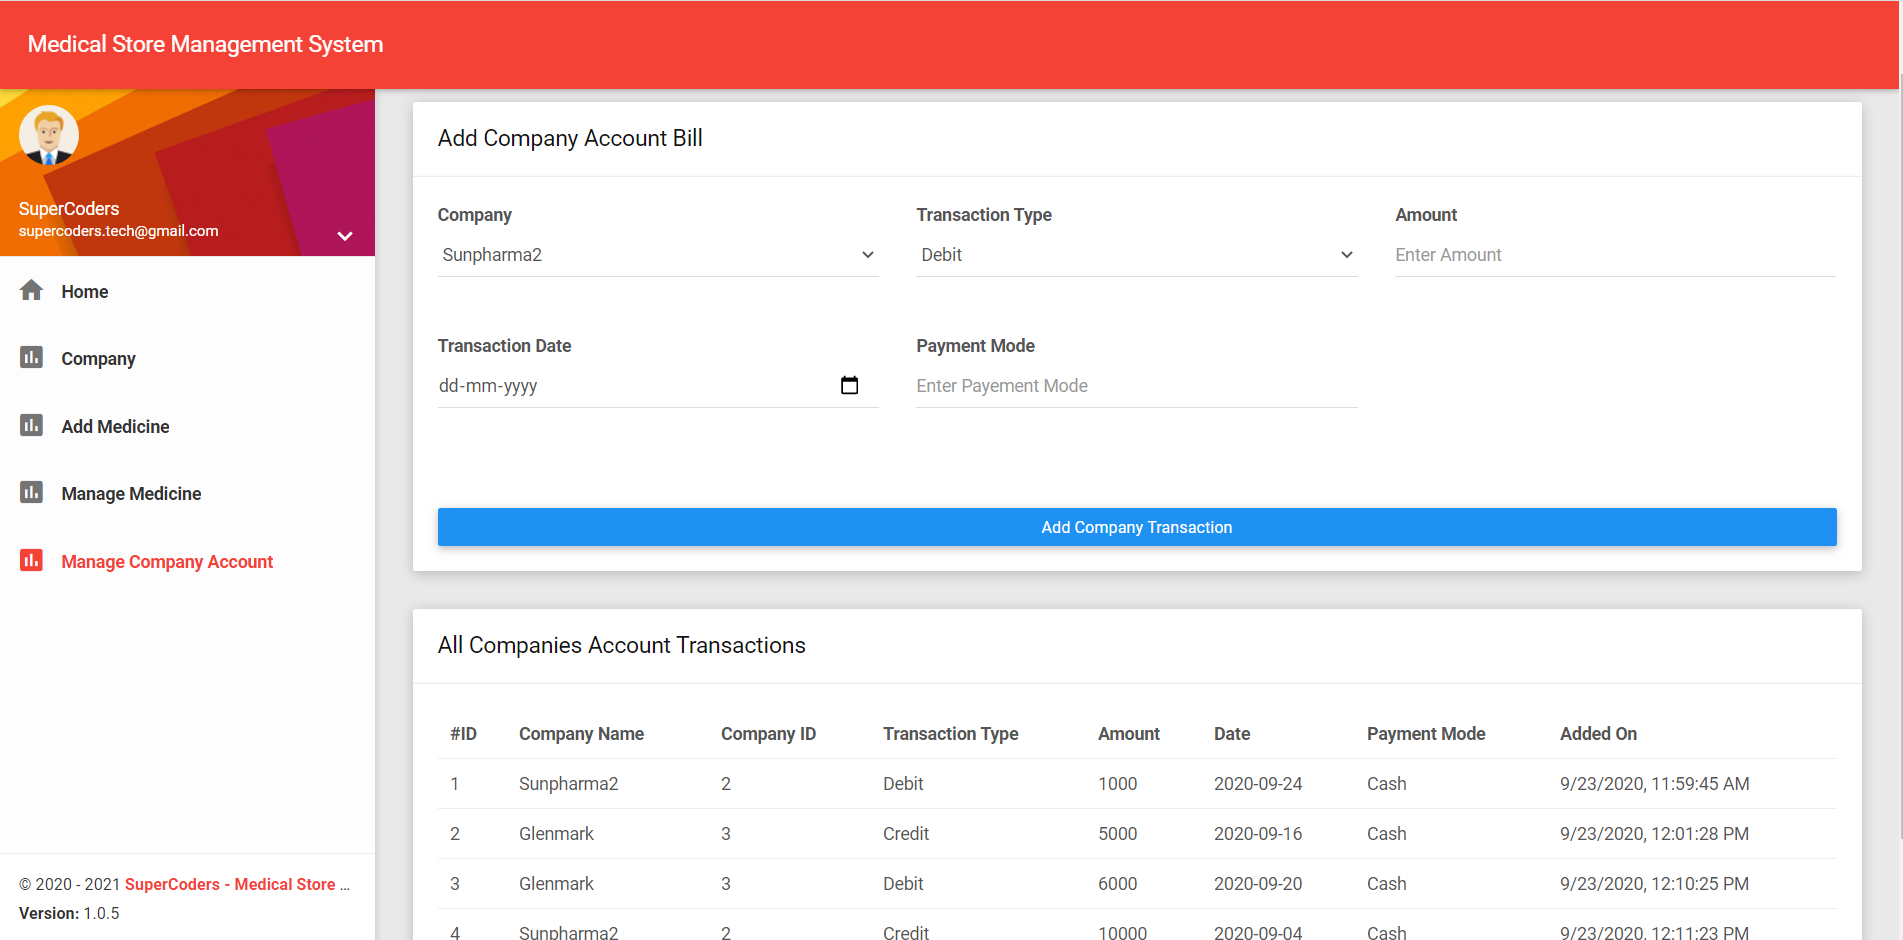 Medical Store Management System
SuperCoders
supercoders.tech@gmail.com
Home
Company
Add Medicine
Manage Medicine
Manage Company Account
© 2020 - 2021 SuperCoders - Medical Store ...
Version: 1.0.5
Add Company Account Bill
Company Transaction Type Amount
Sunpharma2 Debit Enter Amount
Transaction Date Payment Mode
dd-mm-yyyy Enter Payement Mode
Add Company Transaction
All Companies Account Transactions
#ID Company Name Company ID Transaction Type Amount Date Payment Mode Added On
1 Sunpharma2 2 Debit 1000 2020-09-24 Cash 9/23/2020, 11:59:45 AM
2 Glenmark 3 Credit 5000 2020-09-16 Cash 9/23/2020, 12:01:28 PM
3 Glenmark 3 Debit 6000 2020-09-20 Cash 9/23/2020, 12:10:25 PM
4 Sunpharma2 2 Credit 10000 2020-09-04 Cash 9/23/2020, 12:11:23 PM